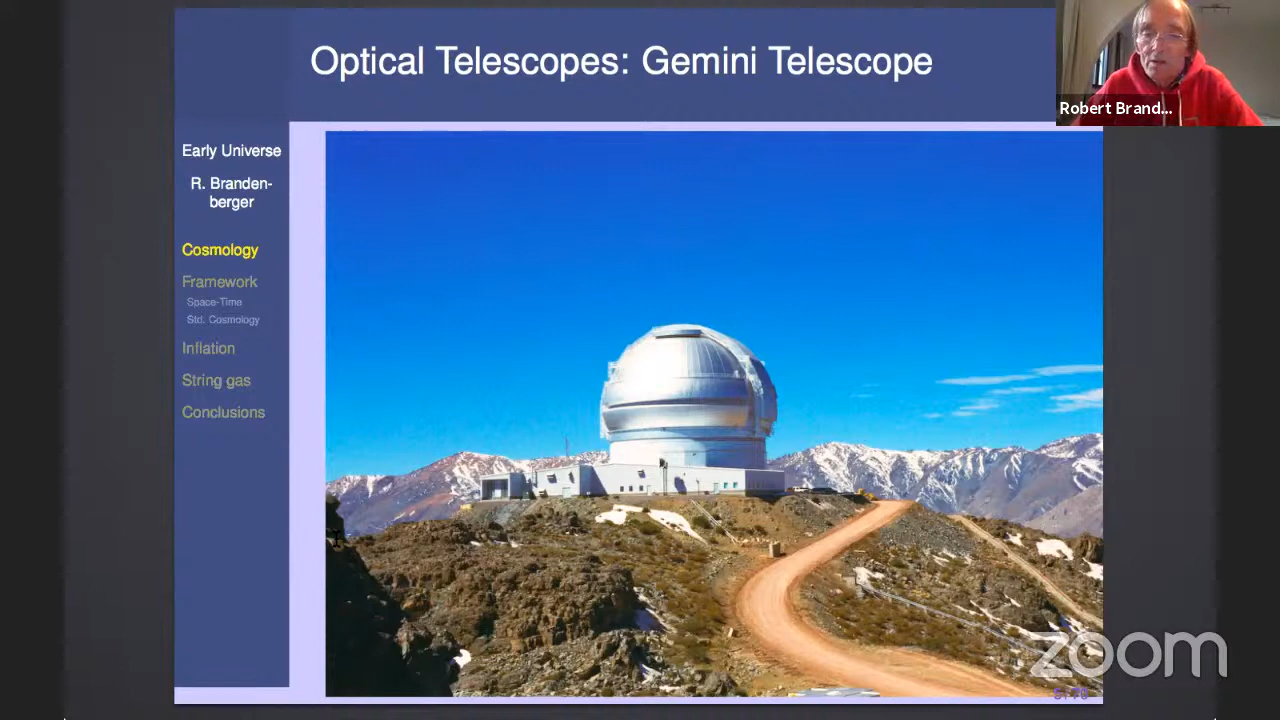 Optical Telescopes: Gemini Telescope
Robert Brand...
Early Universe
R. Branden-
berger
Cosmology
Framework
Space-Time
Std. Cosmology
Inflation
String gas
Conclusions
zoom